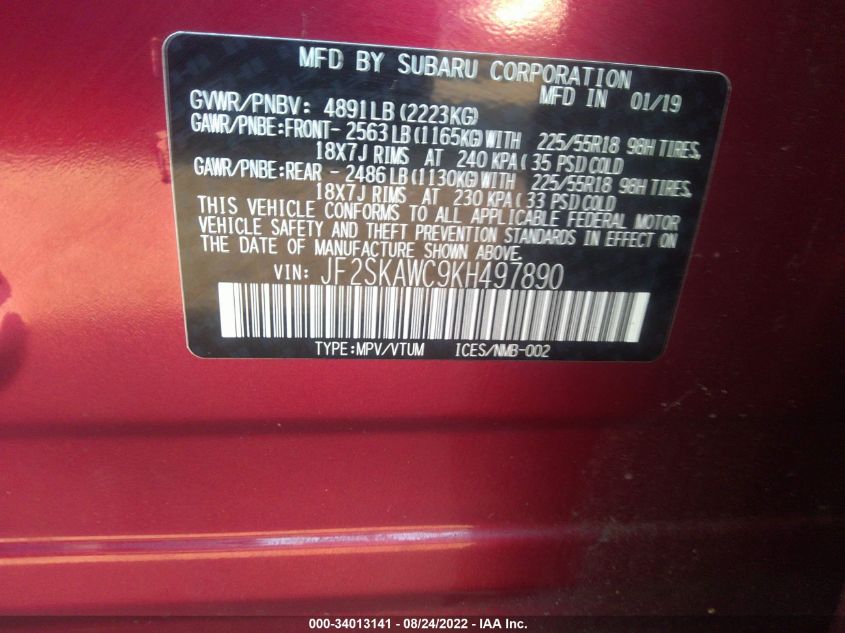 MFD BY SUBARU CORPORATION
MFD IN 01/19
GVWR/PNBV: 4891LB(2223KG)
GAWR/PNBE:FRONT- 2563LB(1165KG)WITH 225/55R18 98H TIRES,
18X7J RIMS AT 240 KPA(35 PSI)COLD
GAWR/PNBE:REAR - 2486LB(1130KG)WITH 225/55R18 98H TIRES,
18X7J RIMS AT 230 KPA(33 PSI)COLD
THIS VEHICLE CONFORMS TO ALL APPLICABLE FEDERAL MOTOR
VEHICLE SAFETY AND THEFT PREVENTION STANDARDS IN EFFECT ON
THE DATE OF MANUFACTURE SHOWN ABOVE.
VIN: JF2SKAWC9KH497890
TYPE:MPV/VTUM ICES/NMB-002
000-34013141 - 08/24/2022 - IAA Inc.